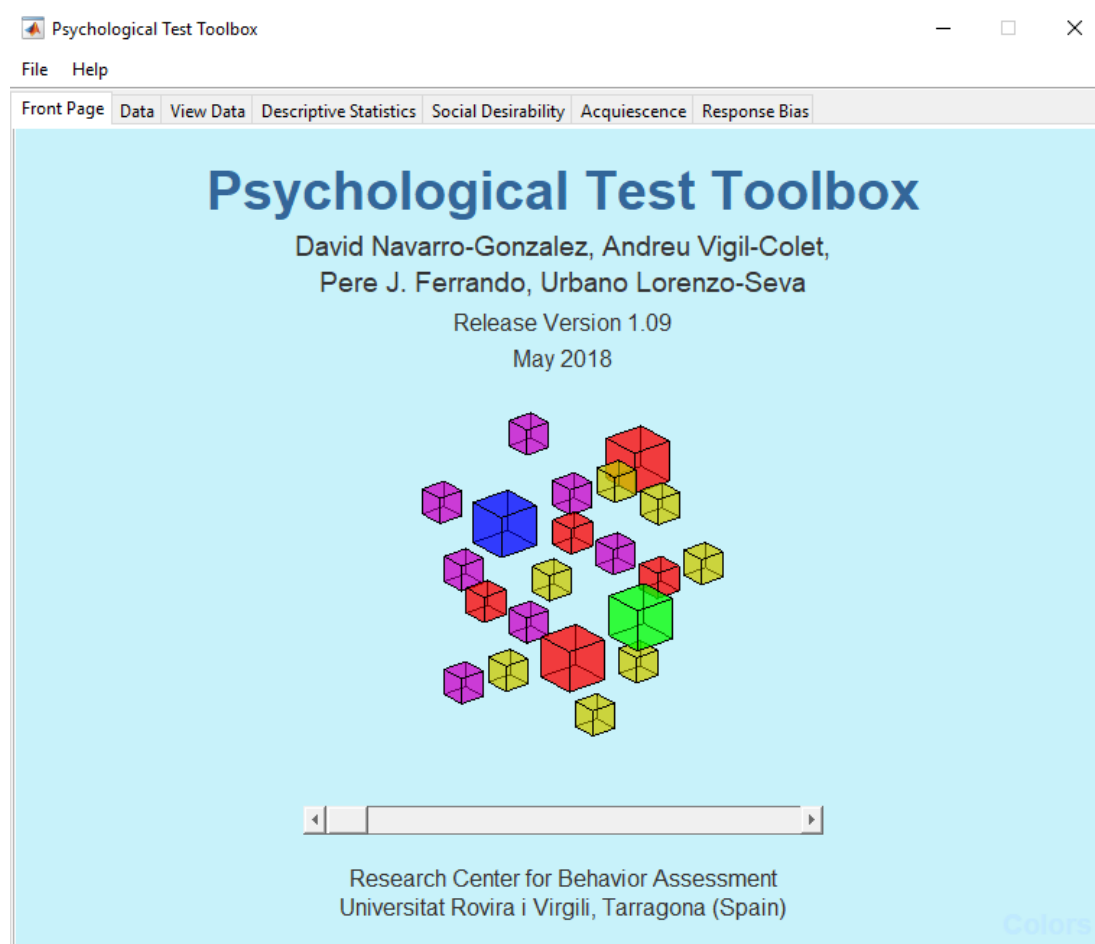 Psychological Test Toolbox
File Help
Front Page Data View Data Descriptive Statistics Social Desirability Acquiescence Response Bias
Psychological Test Toolbox
David Navarro-Gonzalez, Andreu Vigil-Colet,
Pere J. Ferrando, Urbano Lorenzo-Seva
Release Version 1.09
May 2018
Research Center for Behavior Assessment
Universitat Rovira i Virgili, Tarragona (Spain)
Colors